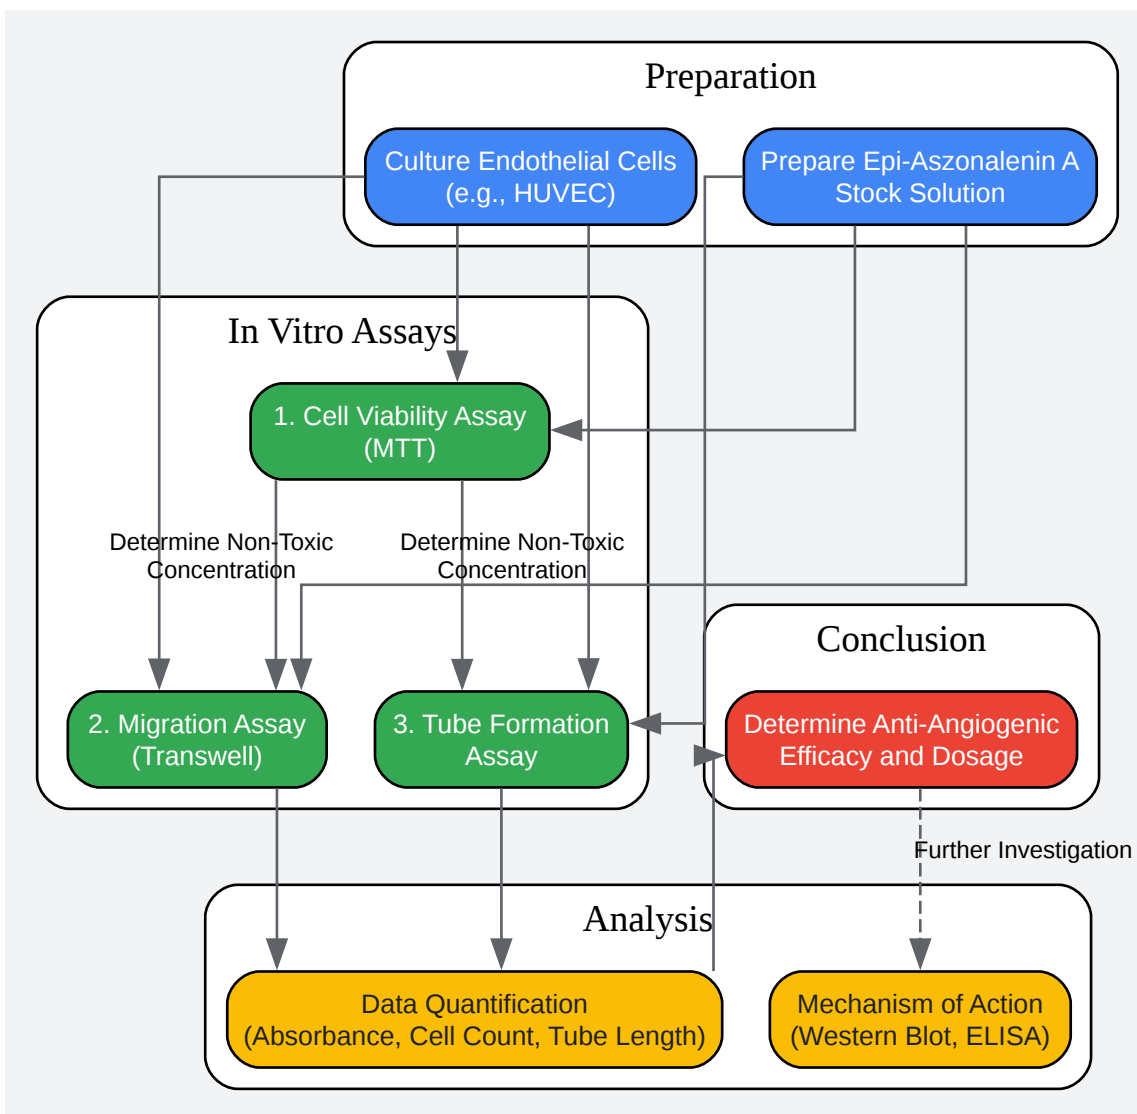 Preparation
Culture Endothelial Cells
(e.g., HUVEC)
Prepare Epi-Aszonalenin A
Stock Solution
In Vitro Assays
1. Cell Viability Assay
(MTT)
Determine Non-Toxic
Concentration
Determine Non-Toxic
Concentration
2. Migration Assay
(Transwell)
3. Tube Formation
Assay
Conclusion
Determine Anti-Angiogenic
Efficacy and Dosage
Further Investigation
Analysis
Data Quantification
(Absorbance, Cell Count, Tube Length)
Mechanism of Action
(Western Blot, ELISA)